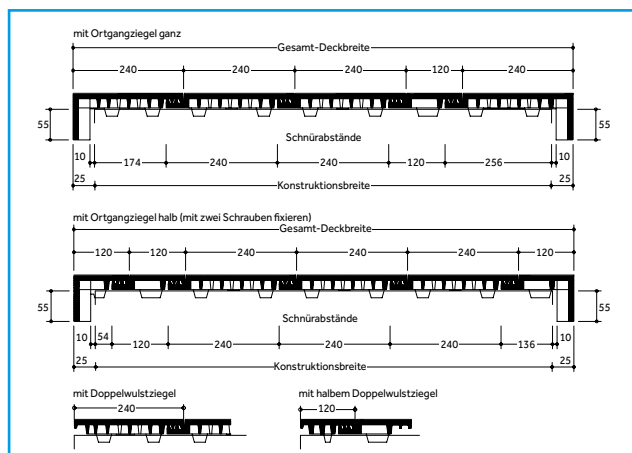 mit Ortgangziegel ganz
Gesamt-Deckbreite
240 240 240 120 240
55 55
Schnürabstände
10 174 240 240 120 256 10
25 Konstruktionsbreite 25
mit Ortgangziegel halb (mit zwei Schrauben fixieren)
Gesamt-Deckbreite
120 120 240 240 240 120
55 55
Schnürabstände
10 54 120 240 240 240 136 10
25 Konstruktionsbreite 25
mit Doppelwulstziegel mit halbem Doppelwulstziegel
240 120